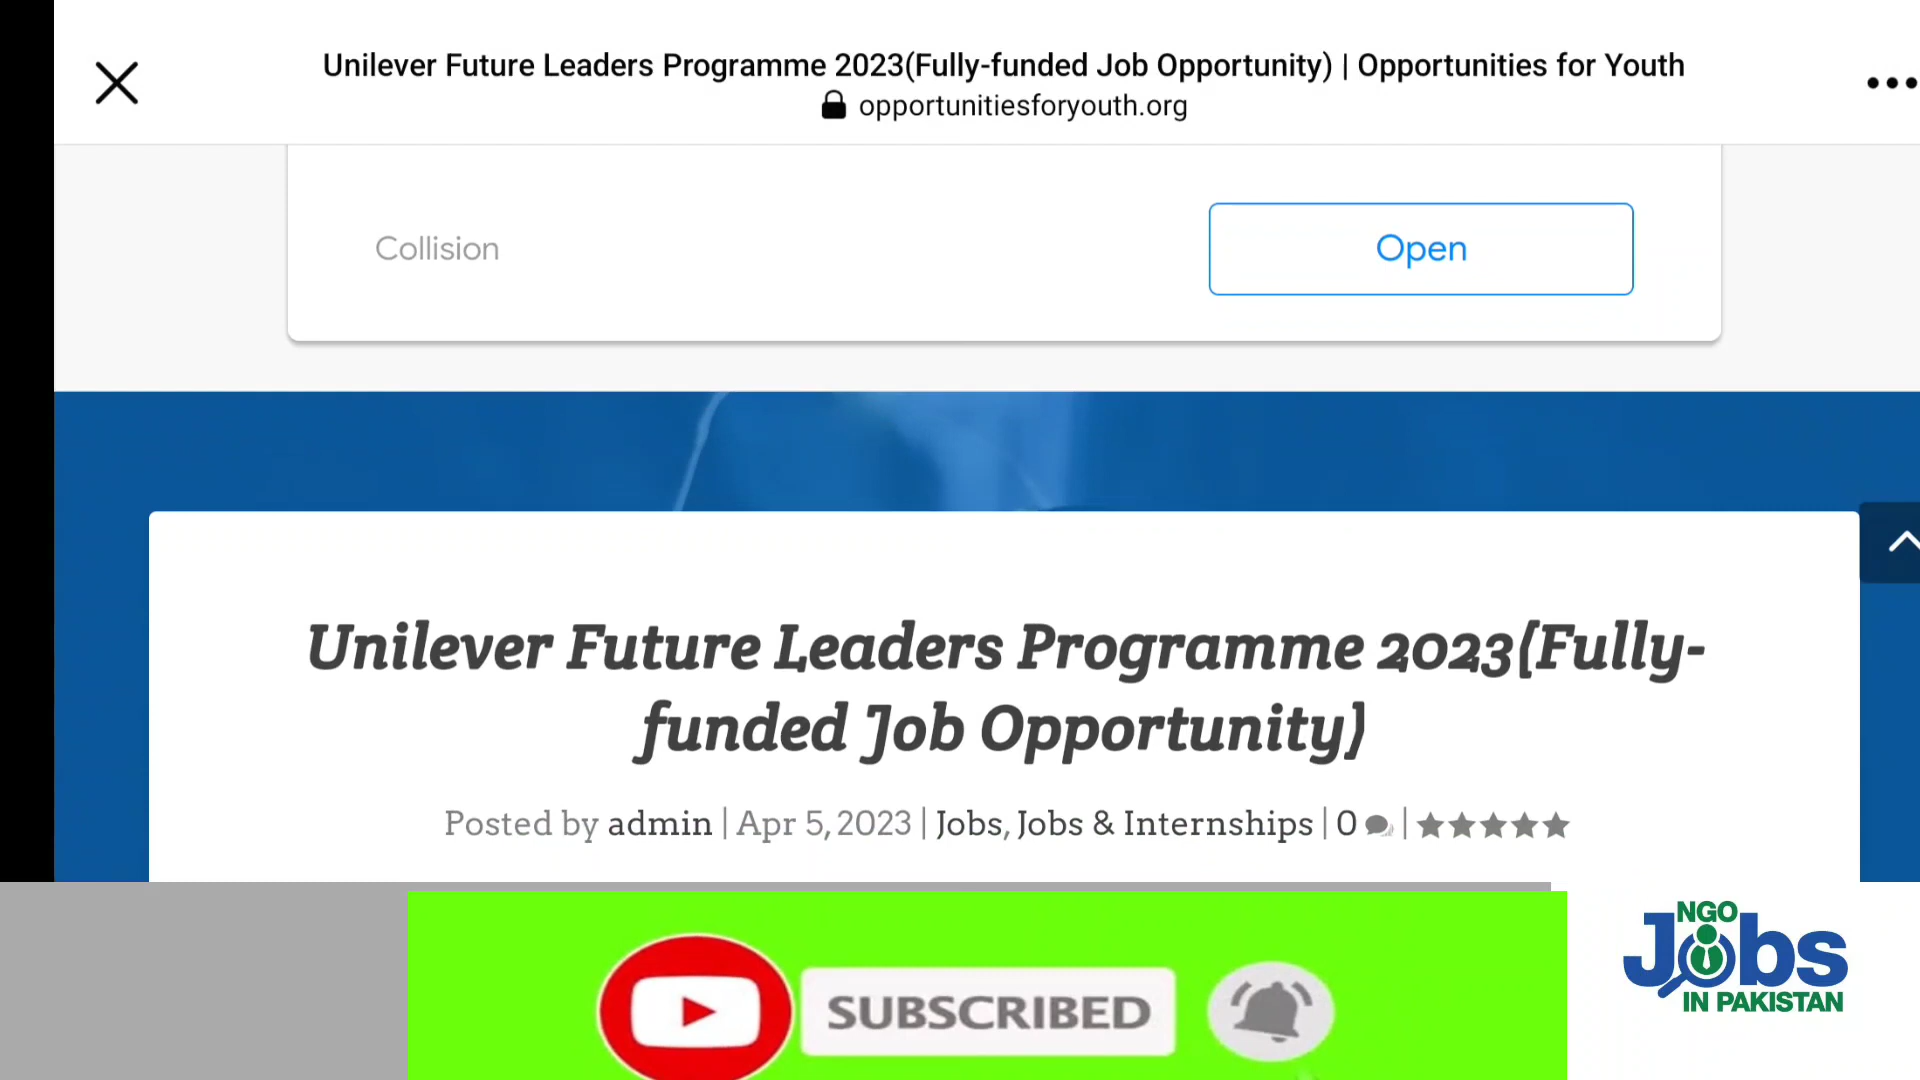 Unilever Future Leaders Programme 2023(Fully-funded Job Opportunity) | Opportunities for Youth
opportunitiesforyouth.org
Collision
Open
Unilever Future Leaders Programme 2023(Fully-
funded Job Opportunity)
Posted by admin | Apr 5, 2023 | Jobs, Jobs & Internships | 0 |
SUBSCRIBED
NGO
Jobs
IN PAKISTAN